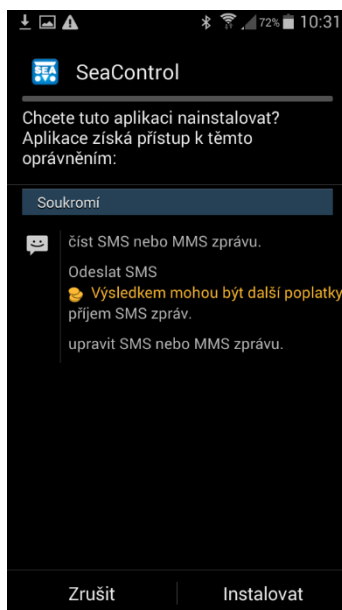 72% 10:31
SEA
SeaControl
Chcete tuto aplikaci nainstalovat?
Aplikace získá přístup k těmto
oprávněním:
Soukromí
číst SMS nebo MMS zprávu.
Odeslat SMS
Výsledkem mohou být další poplatky
příjem SMS zpráv.
upravit SMS nebo MMS zprávu.
Zrušit Instalovat